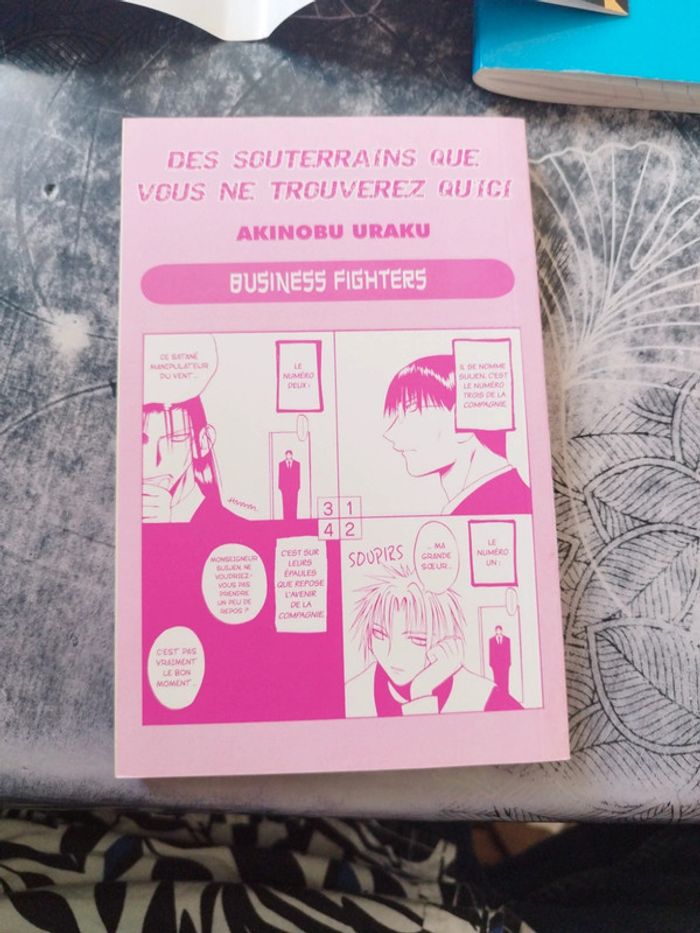 DES SOUTERRAINS QUE
VOUS NE TROUVEREZ QU'ICI
AKINOBU URAKU
BUSINESS FIGHTERS
IL SE NOMME
SUIJEN. C'EST
LE NUMÉRO
TROIS DE LA
COMPAGNIE.
LE
NUMÉRO
UN :
... MA
GRANDE
SŒUR...
SOUPIRS
LE
NUMÉRO
DEUX :
CE SATANÉ
MANIPULATEUR
DU VENT...
Hmmm...
3 1
4 2
C'EST SUR
LEURS
ÉPAULES
QUE REPOSE
L'AVENIR
DE LA
COMPAGNIE.
MONSEIGNEUR
SUIJEN, NE
VOUDRIEZ-
VOUS PAS
PRENDRE
UN PEU DE
REPOS ?
C'EST PAS
VRAIMENT
LE BON
MOMENT...